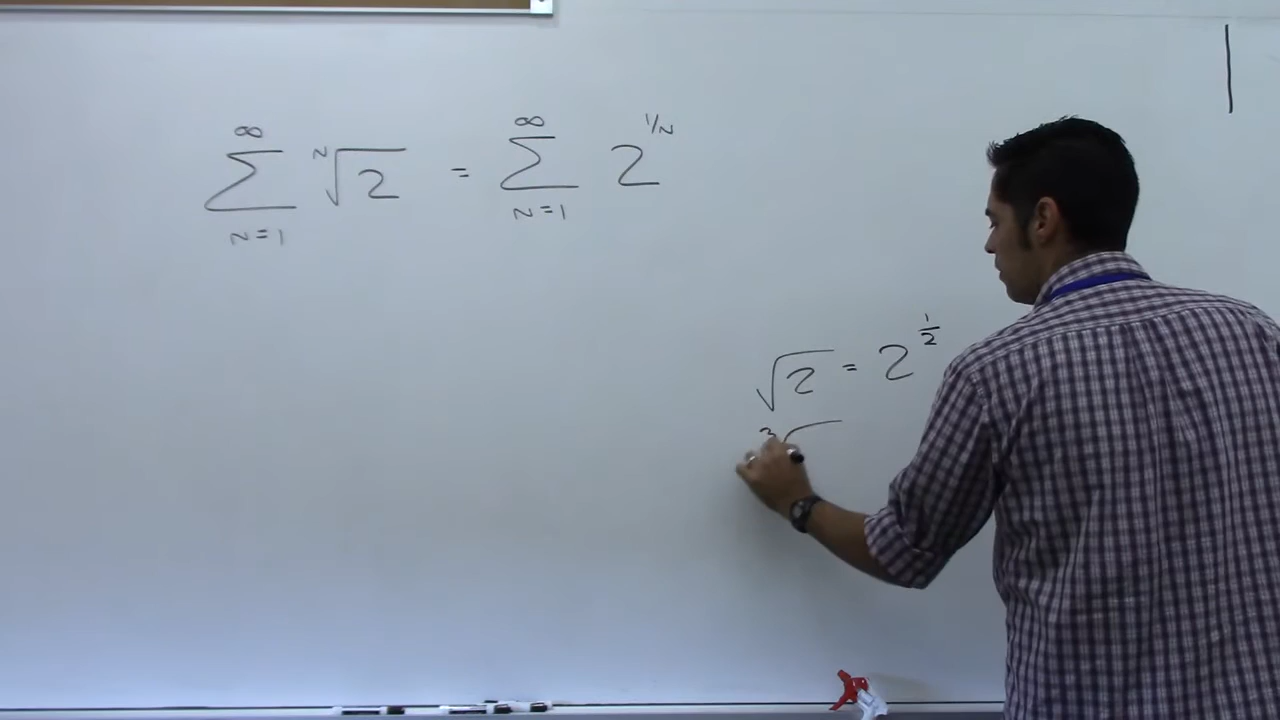 ∞ ∞ 1/N
∑ ᴺ√2 = ∑ 2
N=1 N=1
√2 = 2^1/2
³√